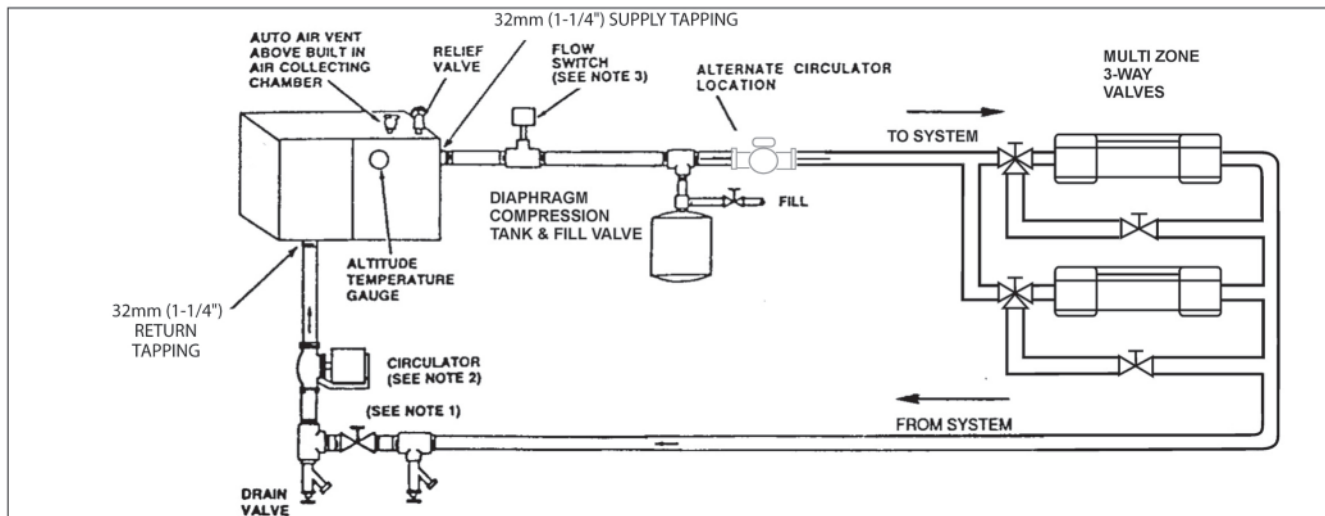 32mm (1-1/4") SUPPLY TAPPING
AUTO AIR VENT
ABOVE BUILT IN
AIR COLLECTING
CHAMBER
RELIEF
VALVE
FLOW
SWITCH
(SEE NOTE 3)
ALTERNATE CIRCULATOR
LOCATION
MULTI ZONE
3-WAY
VALVES
TO SYSTEM
DIAPHRAGM
COMPRESSION
TANK & FILL VALVE
FILL
ALTITUDE
TEMPERATURE
GAUGE
32mm (1-1/4")
RETURN
TAPPING
CIRCULATOR
(SEE NOTE 2)
(SEE NOTE 1)
FROM SYSTEM
DRAIN
VALVE